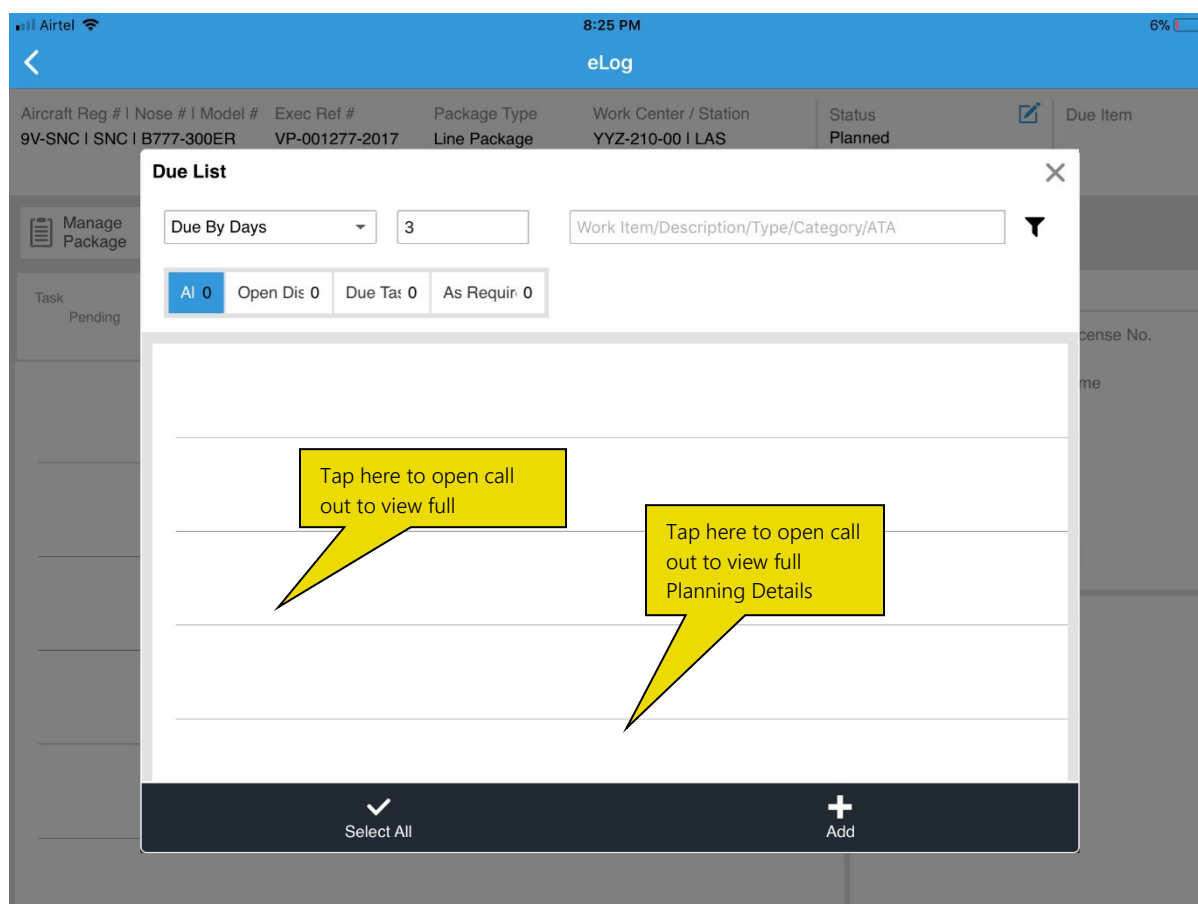 Airtel 8:25 PM 6%
eLog
Aircraft Reg # I Nose # I Model # Exec Ref # Package Type Work Center / Station Status Due Item
9V-SNC I SNC I B777-300ER VP-001277-2017 Line Package YYZ-210-00 I LAS Planned
Due List
Manage
Package
Due By Days 3 Work Item/Description/Type/Category/ATA
Al 0 Open Dis 0 Due Tas 0 As Requir 0
Task
Pending
cense No.
me
Tap here to open call
out to view full
Tap here to open call
out to view full
Planning Details
Select All Add